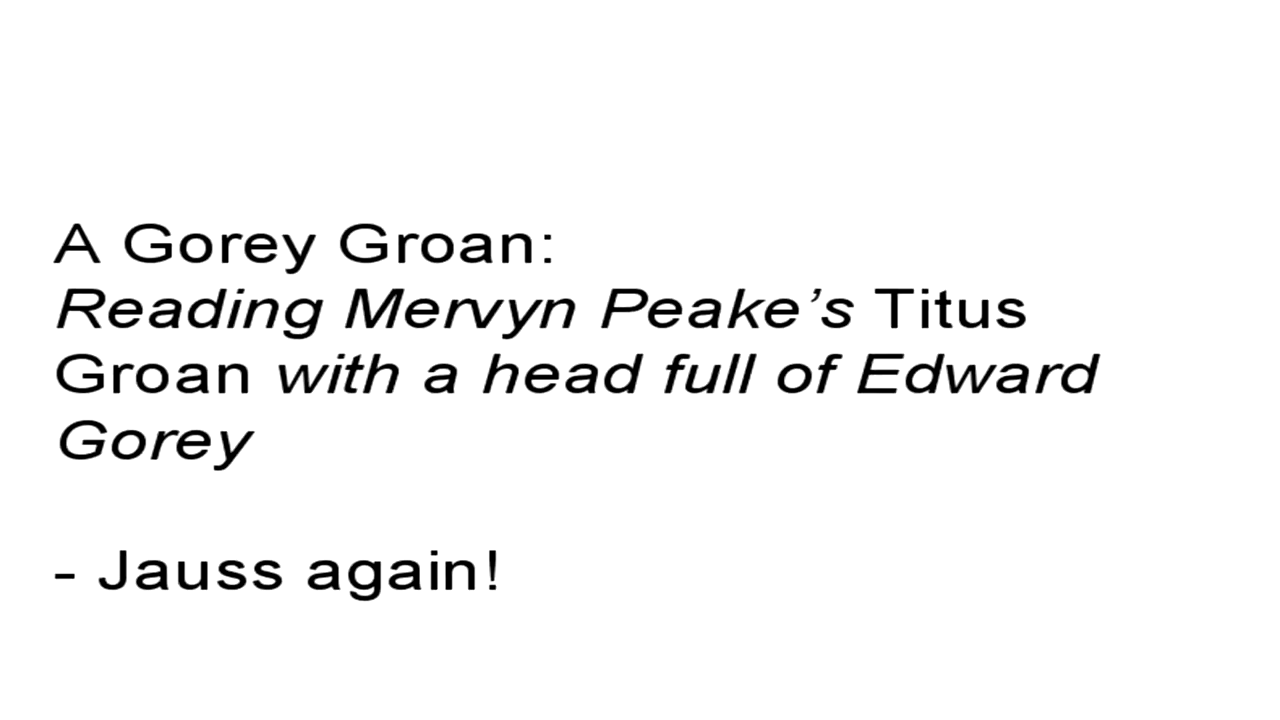 A Gorey Groan:
Reading Mervyn Peake’s Titus
Groan with a head full of Edward
Gorey
- Jauss again!